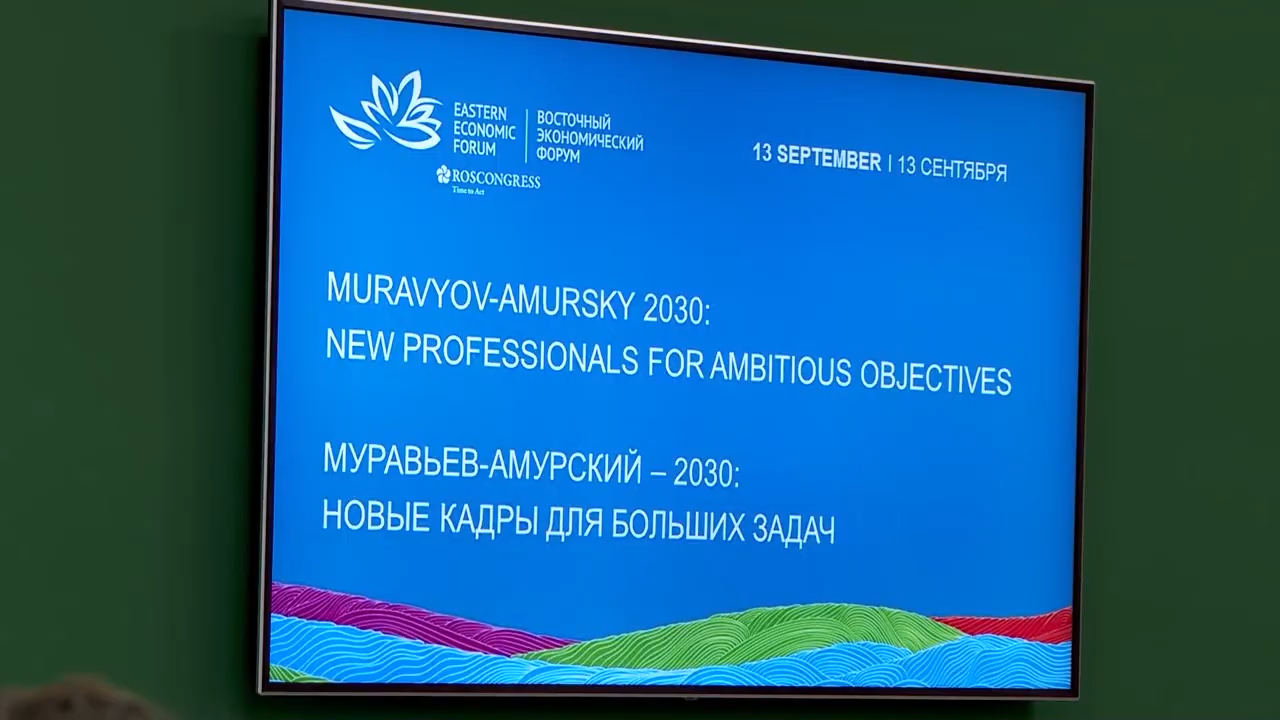 EASTERN
ECONOMIC
FORUM
ВОСТОЧНЫЙ
ЭКОНОМИЧЕСКИЙ
ФОРУМ
ROSCONGRESS
Time to Act
13 SEPTEMBER | 13 СЕНТЯБРЯ
MURAVYOV-AMURSKY 2030:
NEW PROFESSIONALS FOR AMBITIOUS OBJECTIVES
МУРАВЬЕВ-АМУРСКИЙ – 2030:
НОВЫЕ КАДРЫ ДЛЯ БОЛЬШИХ ЗАДАЧ